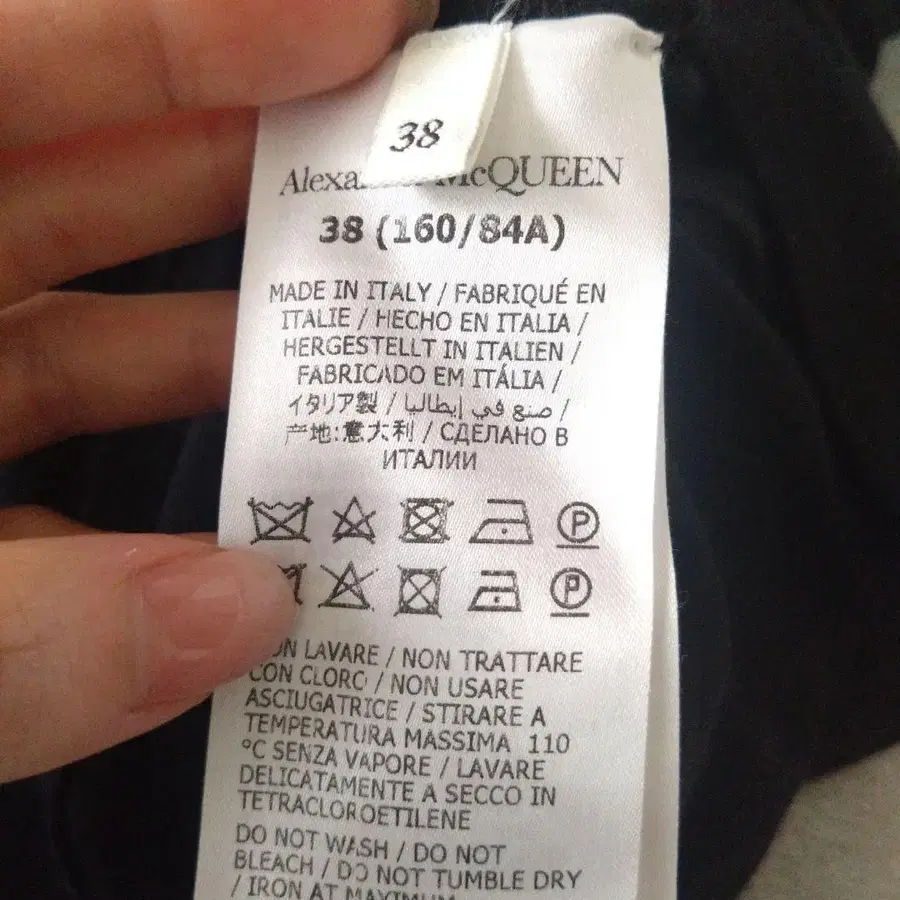 38
McQUEEN
38 (160/84A)
MADE IN ITALY / FABRIQUÉ EN
ITALIE / HECHO EN ITALIA /
HERGESTELLT IN ITALIEN /
FABRICADO EM ITÁLIA /
イタリア製 / صنع في إيطاليا /
产地:意大利 / СДЕЛАНО В
ИТАЛИИ
P
P
LAVARE / NON TRATTARE
CON CLORO / NON USARE
ASCIUGATRICE / STIRARE A
TEMPERATURA MASSIMA 110
°C SENZA VAPORE / LAVARE
DELICATAMENTE A SECCO IN
TETRACLOROETILENE
DO NOT WASH / DO NOT
BLEACH / DO NOT TUMBLE DRY
/ IRON AT MAXIMUM